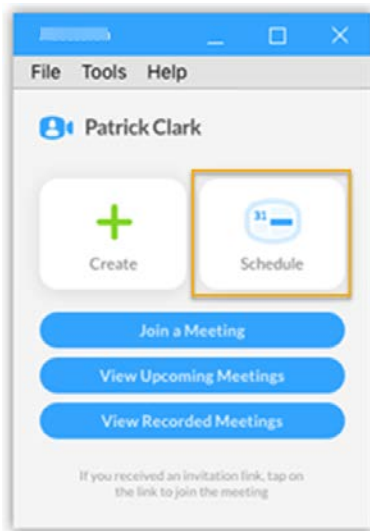 File Tools Help
Patrick Clark
31
Create Schedule
Join a Meeting
View Upcoming Meetings
View Recorded Meetings
If you received an invitation link, tap on
the link to join the meeting